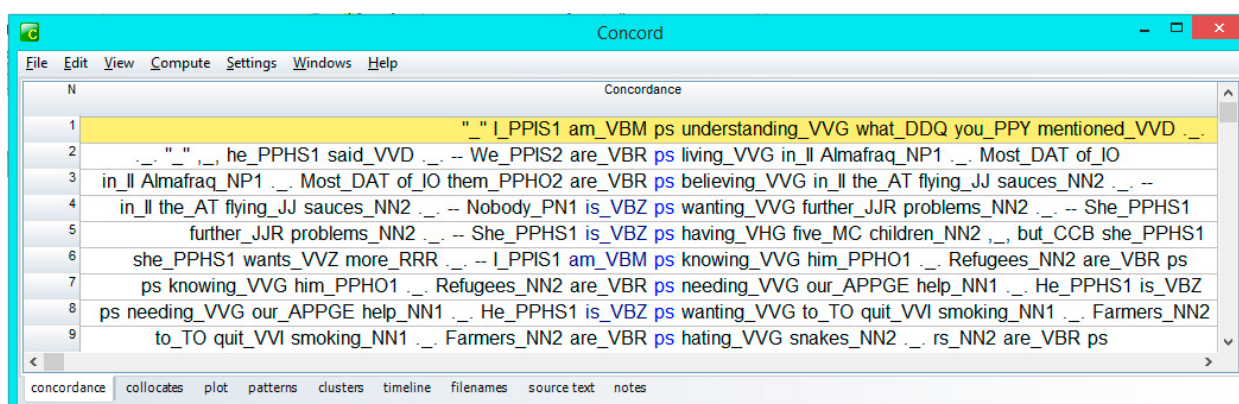 C Concord
File Edit View Compute Settings Windows Help
N Concordance
1 "_" I_PPIS1 am_VBM ps understanding_VVG what_DDQ you_PPY mentioned_VVD ._.
2 ._. "_" ,_, he_PPHS1 said_VVD ._. -- We_PPIS2 are_VBR ps living_VVG in_II Almafraq_NP1 ._. Most_DAT of_IO
3 in_II Almafraq_NP1 ._. Most_DAT of_IO them_PPHO2 are_VBR ps believing_VVG in_II the_AT flying_JJ sauces_NN2 ._. --
4 in_II the_AT flying_JJ sauces_NN2 ._. -- Nobody_PN1 is_VBZ ps wanting_VVG further_JJR problems_NN2 ._. -- She_PPHS1
5 further_JJR problems_NN2 ._. -- She_PPHS1 is_VBZ ps having_VHG five_MC children_NN2 ,_, but_CCB she_PPHS1
6 she_PPHS1 wants_VVZ more_RRR ._. -- I_PPIS1 am_VBM ps knowing_VVG him_PPHO1 ._. Refugees_NN2 are_VBR ps
7 ps knowing_VVG him_PPHO1 ._. Refugees_NN2 are_VBR ps needing_VVG our_APPGE help_NN1 ._. He_PPHS1 is_VBZ
8 ps needing_VVG our_APPGE help_NN1 ._. He_PPHS1 is_VBZ ps wanting_VVG to_TO quit_VVI smoking_NN1 ._. Farmers_NN2
9 to_TO quit_VVI smoking_NN1 ._. Farmers_NN2 are_VBR ps hating_VVG snakes_NN2 ._. rs_NN2 are_VBR ps
concordance collocates plot patterns clusters timeline filenames source text notes